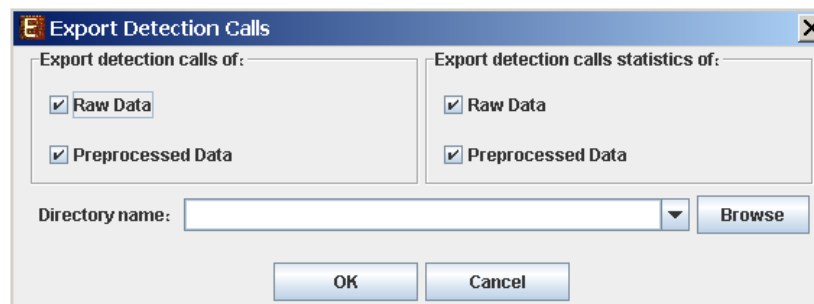 E Export Detection Calls
Export detection calls of:
Raw Data
Preprocessed Data
Export detection calls statistics of:
Raw Data
Preprocessed Data
Directory name:
Browse
OK
Cancel